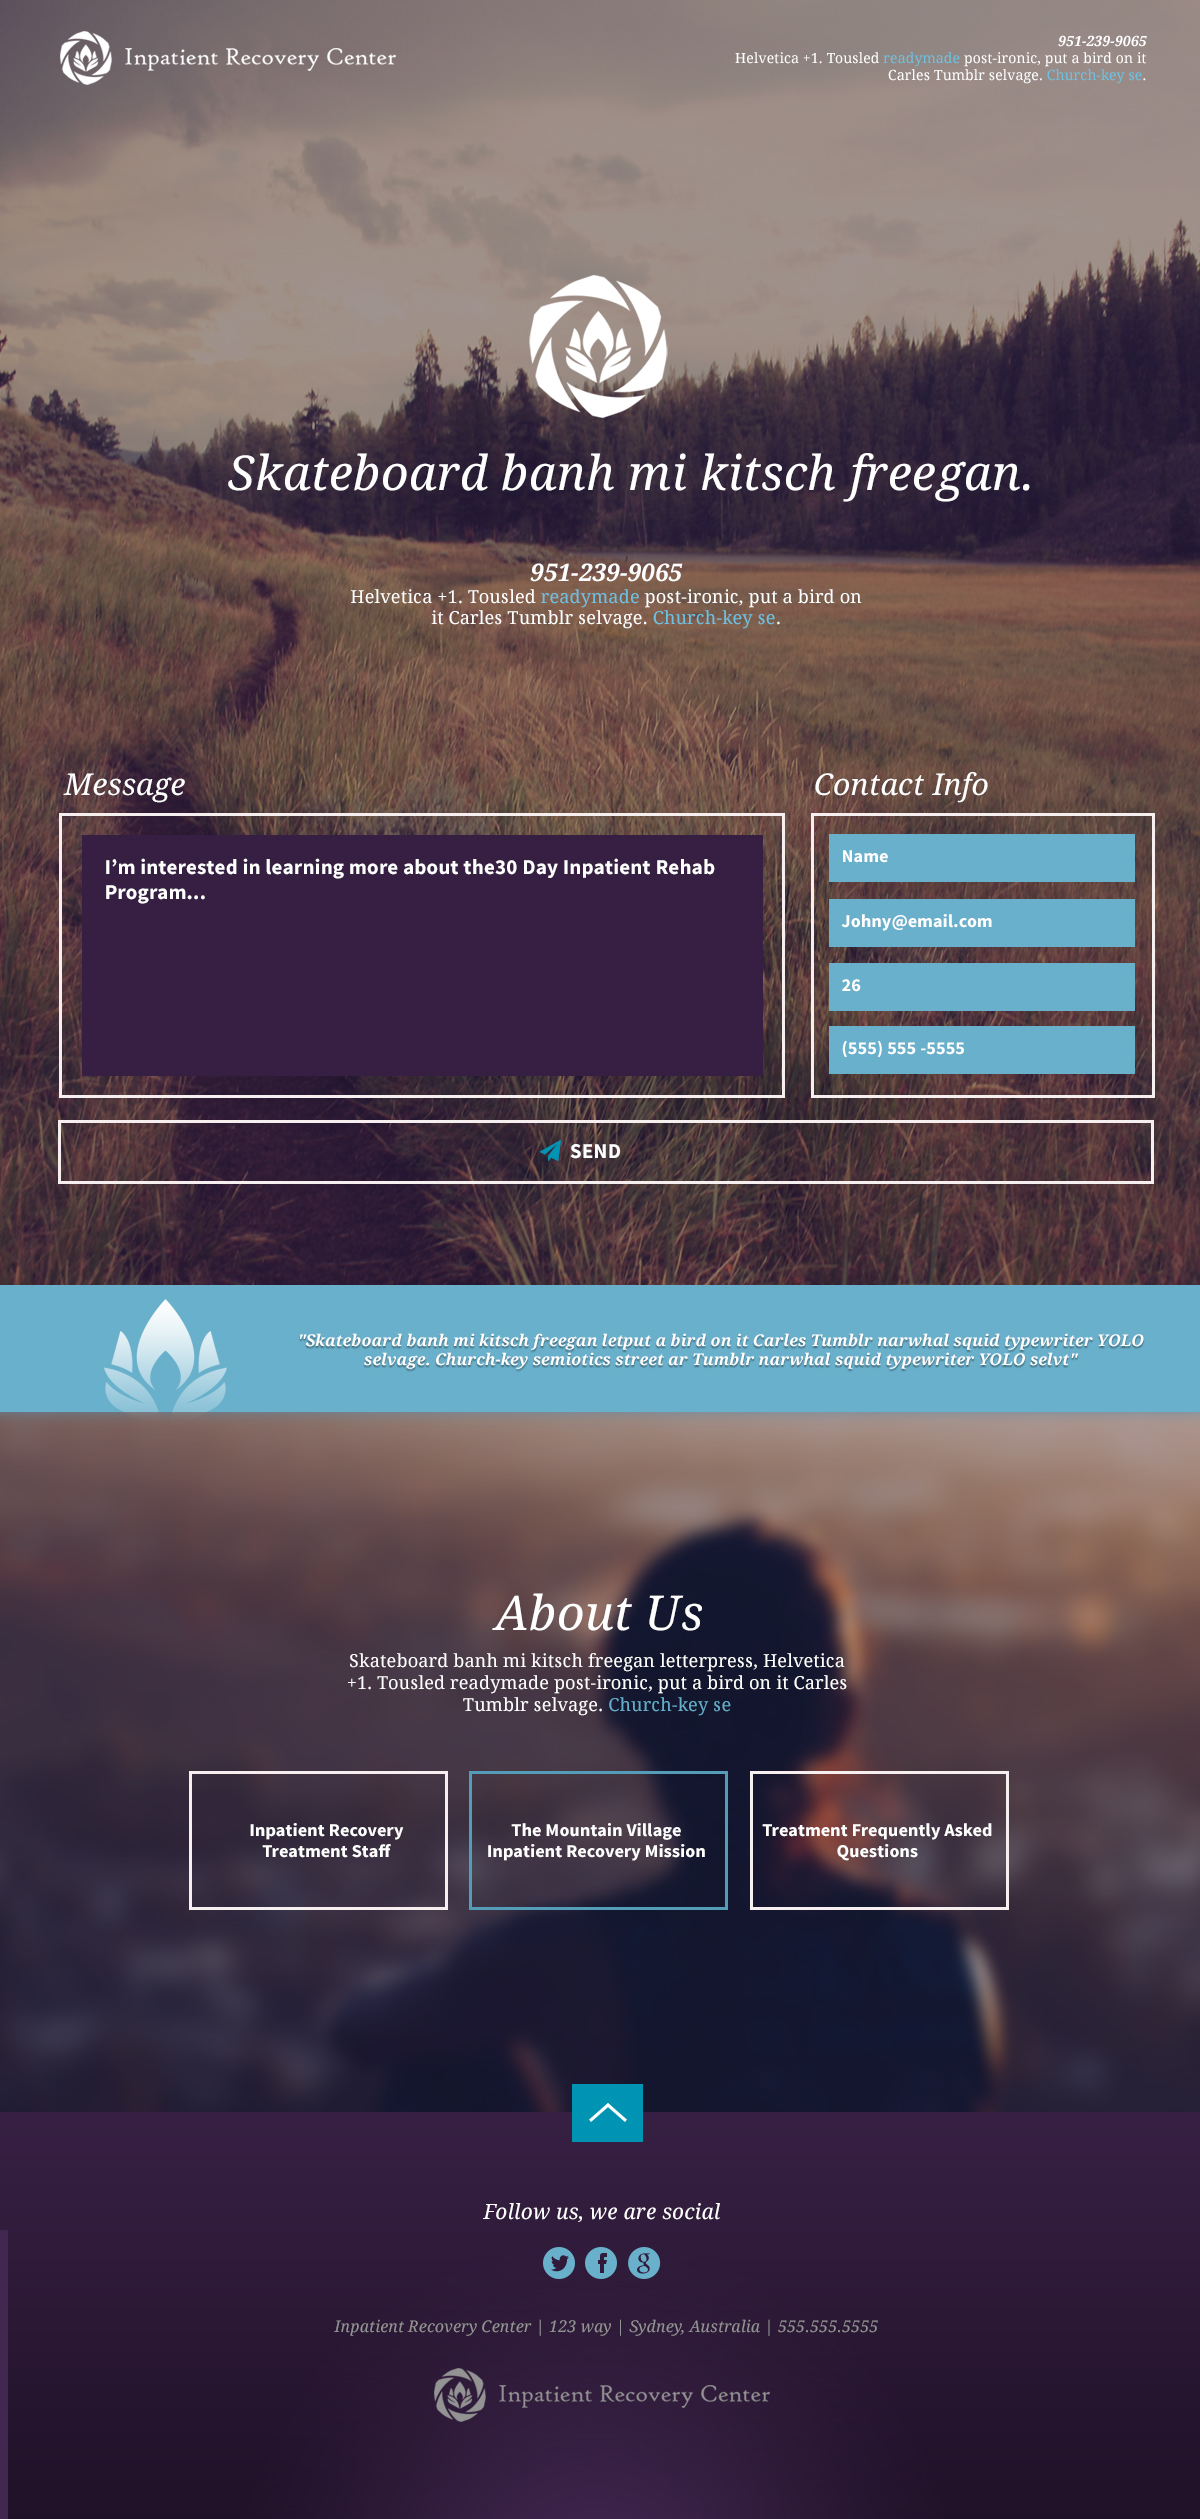 Inpatient Recovery Center
951-239-9065
Helvetica +1. Tousled readymade post-ironic, put a bird on it
Carles Tumblr selvage. Church-key se.
Skateboard banh mi kitsch freegan.
951-239-9065
Helvetica +1. Tousled readymade post-ironic, put a bird on
it Carles Tumblr selvage. Church-key se.
Message
I'm interested in learning more about the30 Day Inpatient Rehab
Program...
Contact Info
Name
Johny@email.com
26
(555) 555 -5555
SEND
"Skateboard banh mi kitsch freegan letput a bird on it Carles Tumblr narwhal squid typewriter YOLO
selvage. Church-key semiotics street ar Tumblr narwhal squid typewriter YOLO selvt"
About Us
Skateboard banh mi kitsch freegan letterpress, Helvetica
+1. Tousled readymade post-ironic, put a bird on it Carles
Tumblr selvage. Church-key se
Inpatient Recovery
Treatment Staff
The Mountain Village
Inpatient Recovery Mission
Treatment Frequently Asked
Questions
Follow us, we are social
Inpatient Recovery Center | 123 way | Sydney, Australia | 555.555.5555
Inpatient Recovery Center